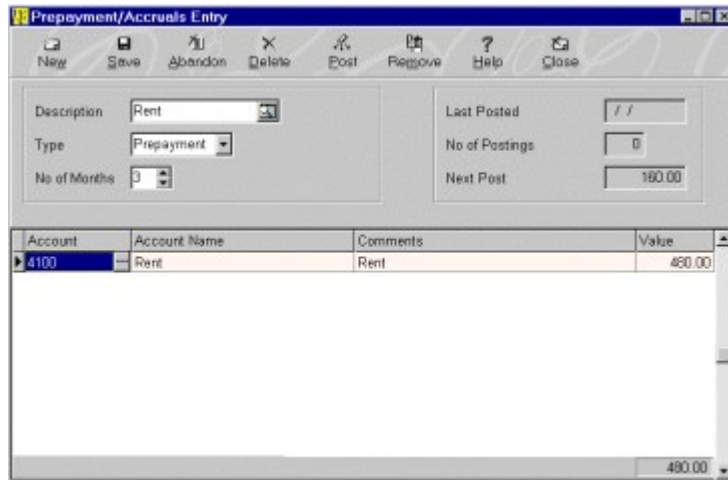 Prepayment/Accruals Entry
New Save Abandon Delete Post Remove Help Close
Description Rent Last Posted / /
Type Prepayment No of Postings 0
No of Months 3 Next Post 160.00
Account Account Name Comments Value
4100 Rent Rent 480.00
480.00